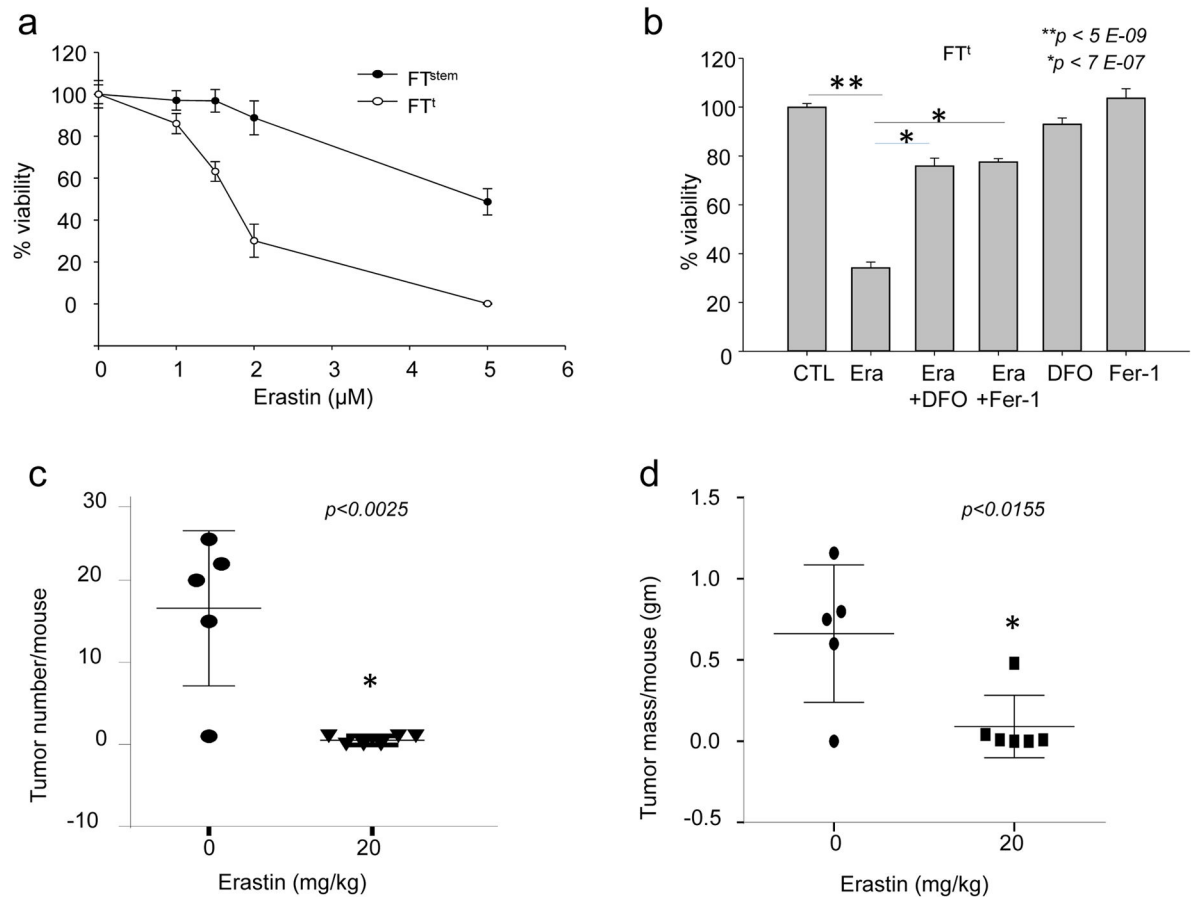 a
120
100
80
60
40
20
0
% viability
FTstem
FTt
0 1 2 3 4 5 6
Erastin (µM)
b
FTt
**p < 5 E-09
*p < 7 E-07
120
100
80
60
40
20
0
% viability
**
*
*
CTL Era Era Era DFO Fer-1
+DFO +Fer-1
c
30
20
10
0
-10
Tumor number/mouse
p<0.0025
*
0 20
Erastin (mg/kg)
d
1.5
1.0
0.5
0.0
-0.5
Tumor mass/mouse (gm)
p<0.0155
*
0 20
Erastin (mg/kg)